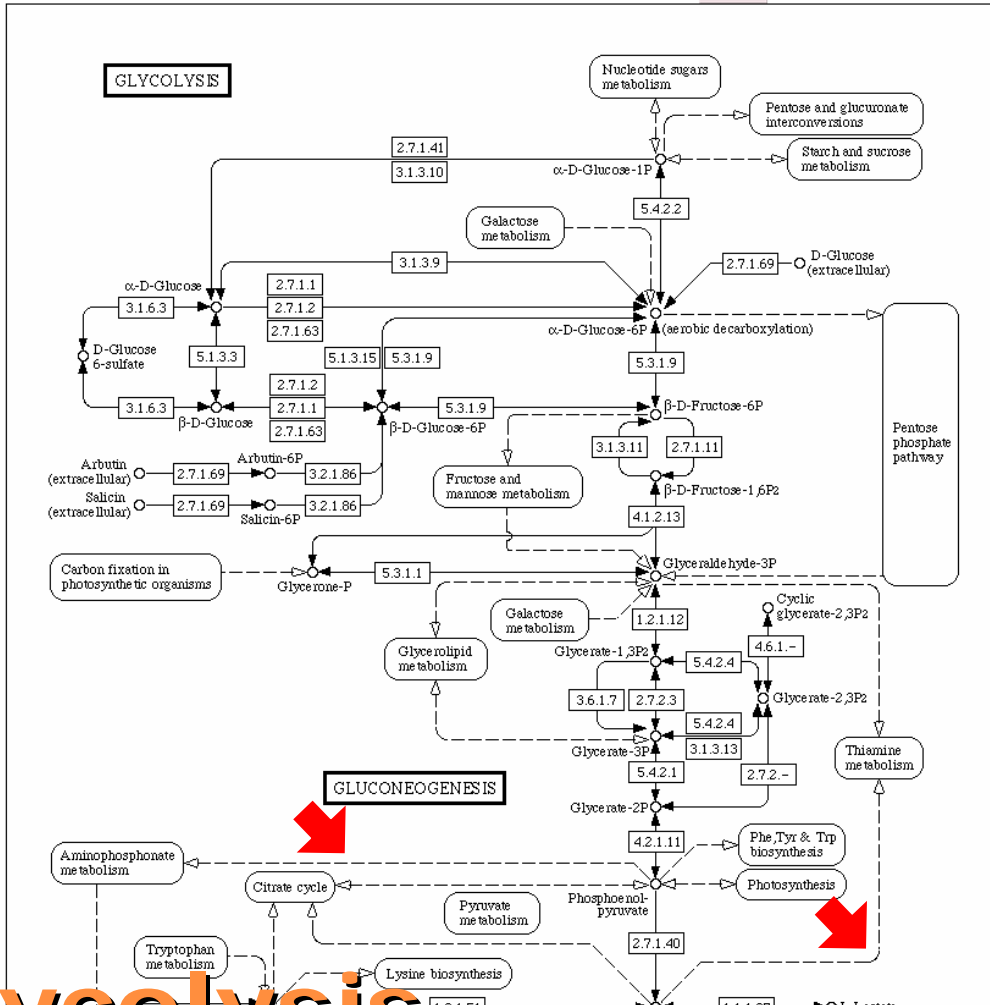 GLYCOLYSIS
Nucleotide sugars
metabolism
Pentose and glucuronate
interconversions
Starch and sucrose
metabolism
2.7.1.41
3.1.3.10
α-D-Glucose-1P
5.4.2.2
Galactose
metabolism
3.1.3.9
2.7.1.69
D-Glucose
(extracellular)
α-D-Glucose
3.1.6.3
2.7.1.1
2.7.1.2
2.7.1.63
α-D-Glucose-6P
(aerobic decarboxylation)
D-Glucose
6-sulfate
5.1.3.3
5.1.3.15
5.3.1.9
5.3.1.9
3.1.6.3
β-D-Glucose
2.7.1.2
2.7.1.1
2.7.1.63
β-D-Glucose-6P
5.3.1.9
β-D-Fructose-6P
3.1.3.11
2.7.1.11
Pentose
phosphate
pathway
Arbutin
(extracellular)
2.7.1.69
Arbutin-6P
3.2.1.86
Salicin
(extracellular)
2.7.1.69
Salicin-6P
3.2.1.86
Fructose and
mannose metabolism
β-D-Fructose-1,6P2
4.1.2.13
Carbon fixation in
photosynthetic organisms
Glycerone-P
5.3.1.1
Glyceraldehyde-3P
Galactose
metabolism
1.2.1.12
Cyclic
glycerate-2,3P2
Glycerolipid
metabolism
Glycerate-1,3P2
5.4.2.4
4.6.1.-
3.6.1.7
2.7.2.3
Glycerate-2,3P2
5.4.2.4
3.1.3.13
Glycerate-3P
Thiamine
metabolism
5.4.2.1
2.7.2.-
GLUCONEOGENESIS
Glycerate-2P
4.2.1.11
Phe,Tyr & Trp
biosynthesis
Aminophosphonate
metabolism
Citrate cycle
Phosphoenol-
pyruvate
Photosynthesis
Pyruvate
metabolism
2.7.1.40
Tryptophan
metabolism
Lysine biosynthesis